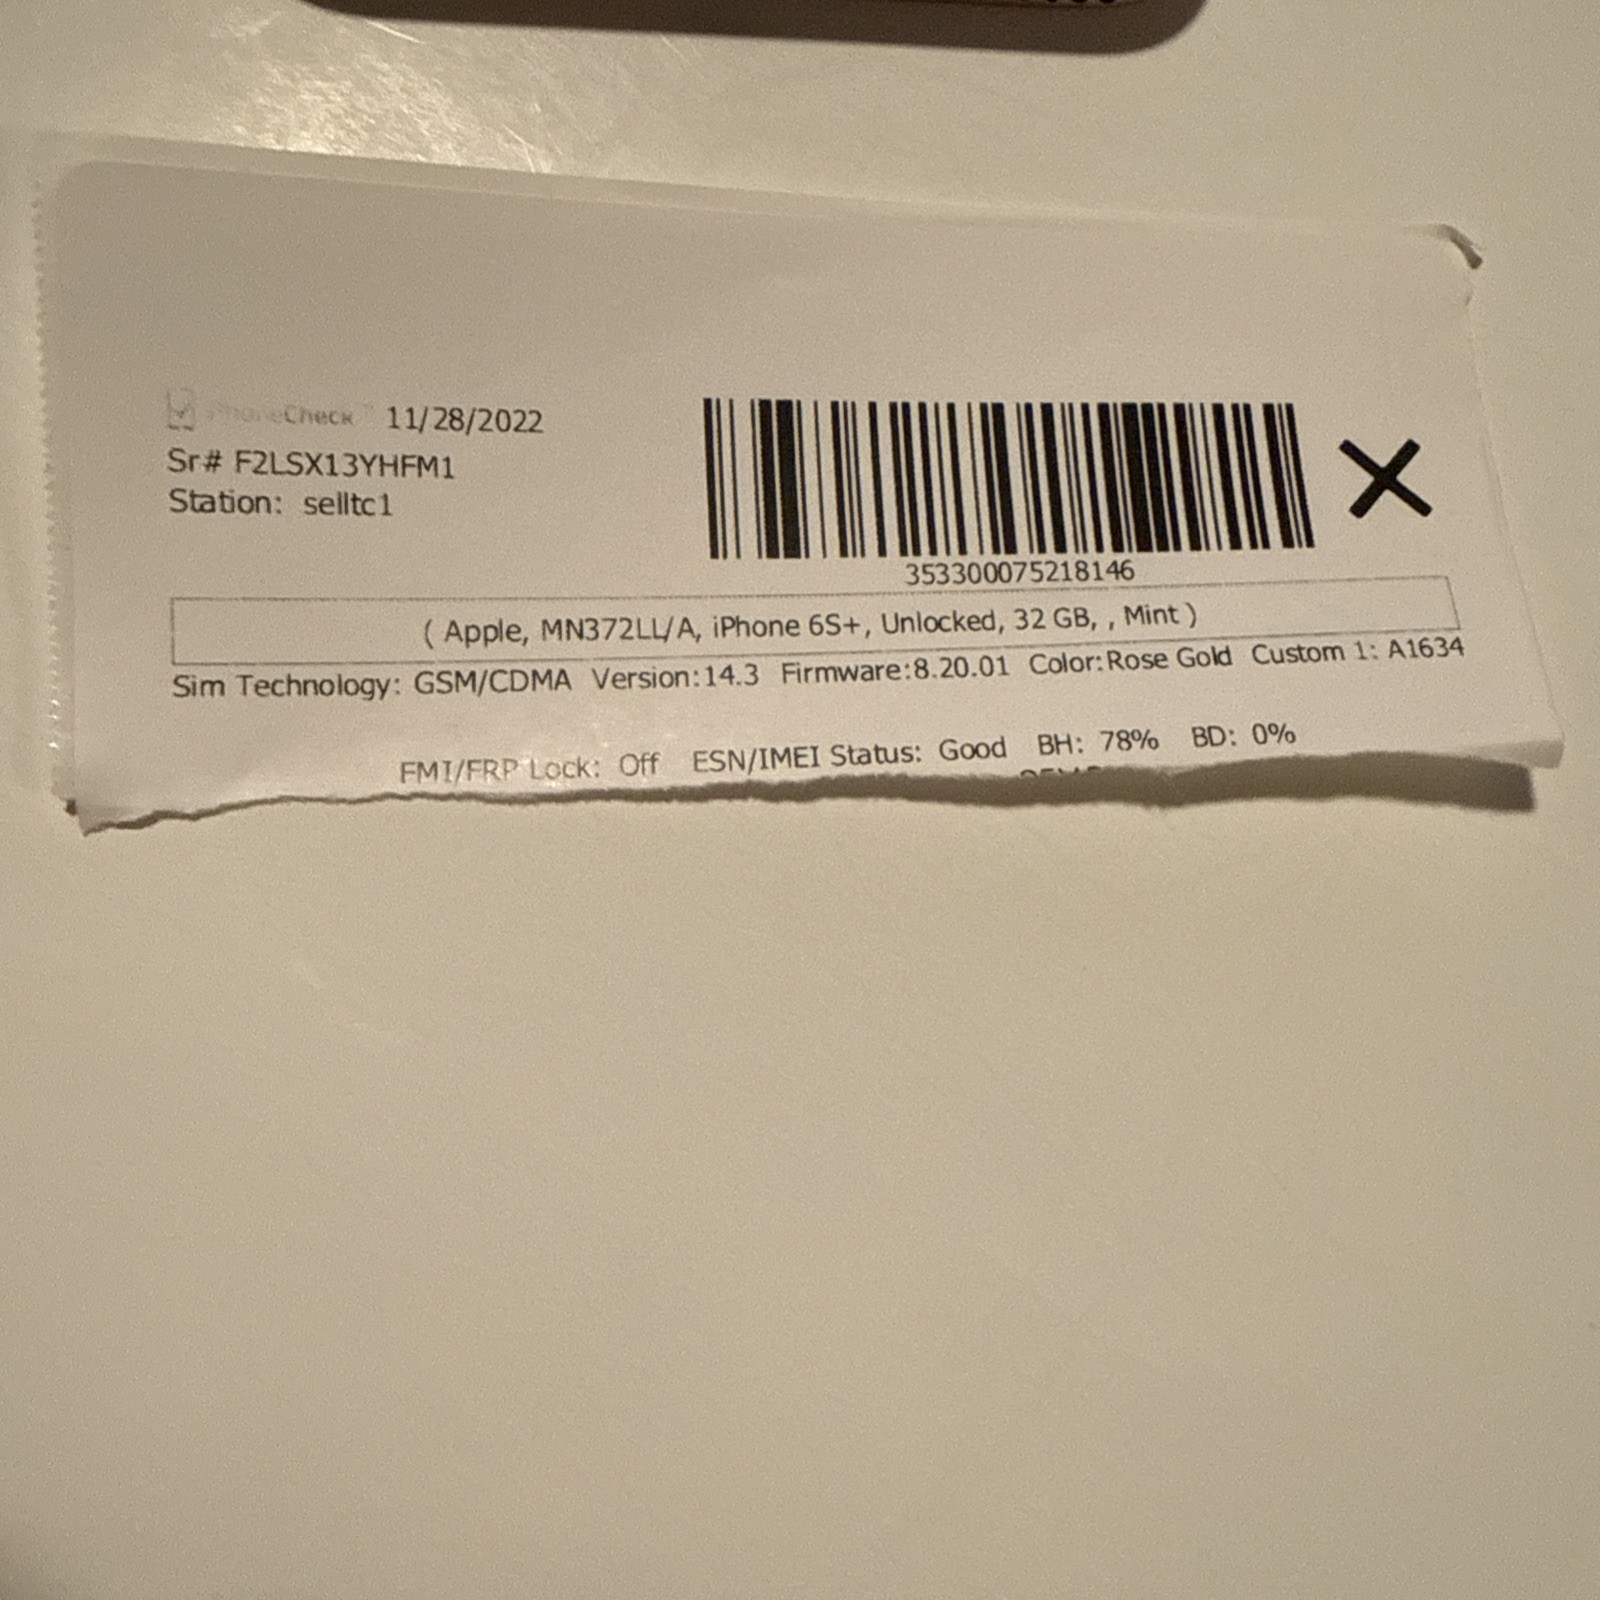 PhoneCheck 11/28/2022
Sr# F2LSX13YHFM1
Station: selltc1
353300075218146
( Apple, MN372LL/A, iPhone 6S+, Unlocked, 32 GB, , Mint )
Sim Technology: GSM/CDMA Version:14.3 Firmware:8.20.01 Color:Rose Gold Custom 1: A1634
FMI/FRP Lock: Off ESN/IMEI Status: Good BH: 78% BD: 0%